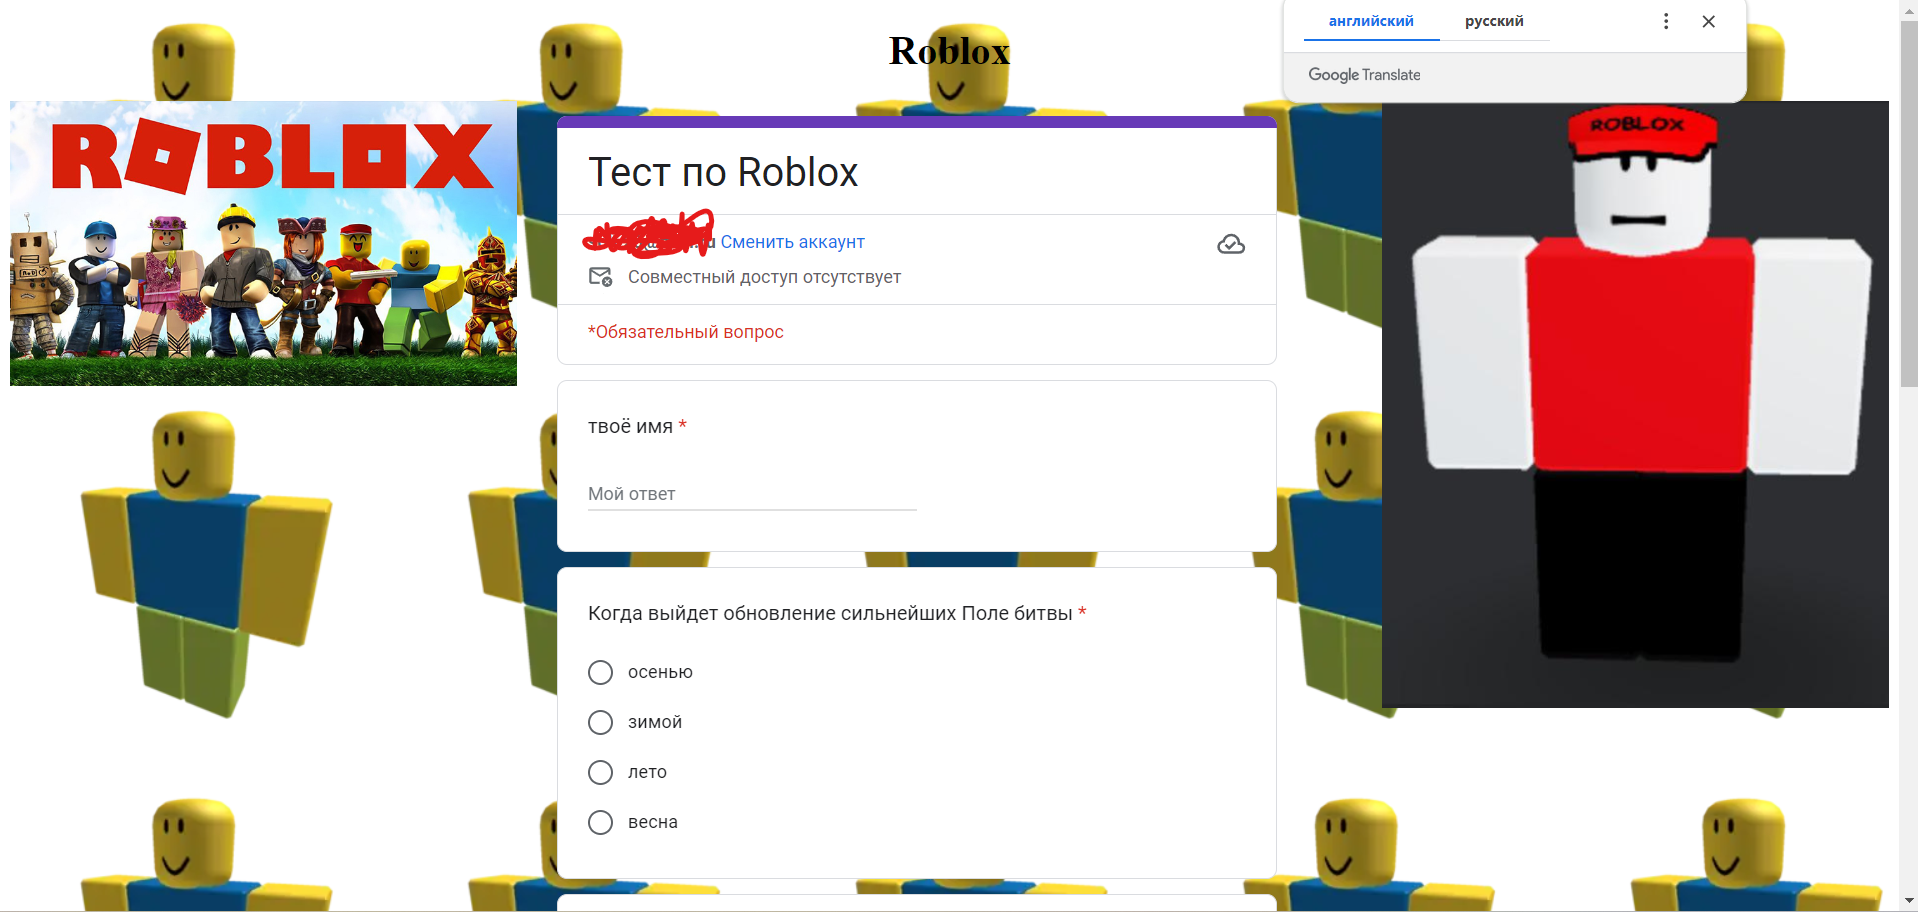 Roblox
английский русский
Google Translate
ROBLOX
ROBLOX
Тест по Roblox
Сменить аккаунт
Совместный доступ отсутствует
*Обязательный вопрос
твоё имя *
Мой ответ
Когда выйдет обновление сильнейших Поле битвы *
осенью
зимой
лето
весна